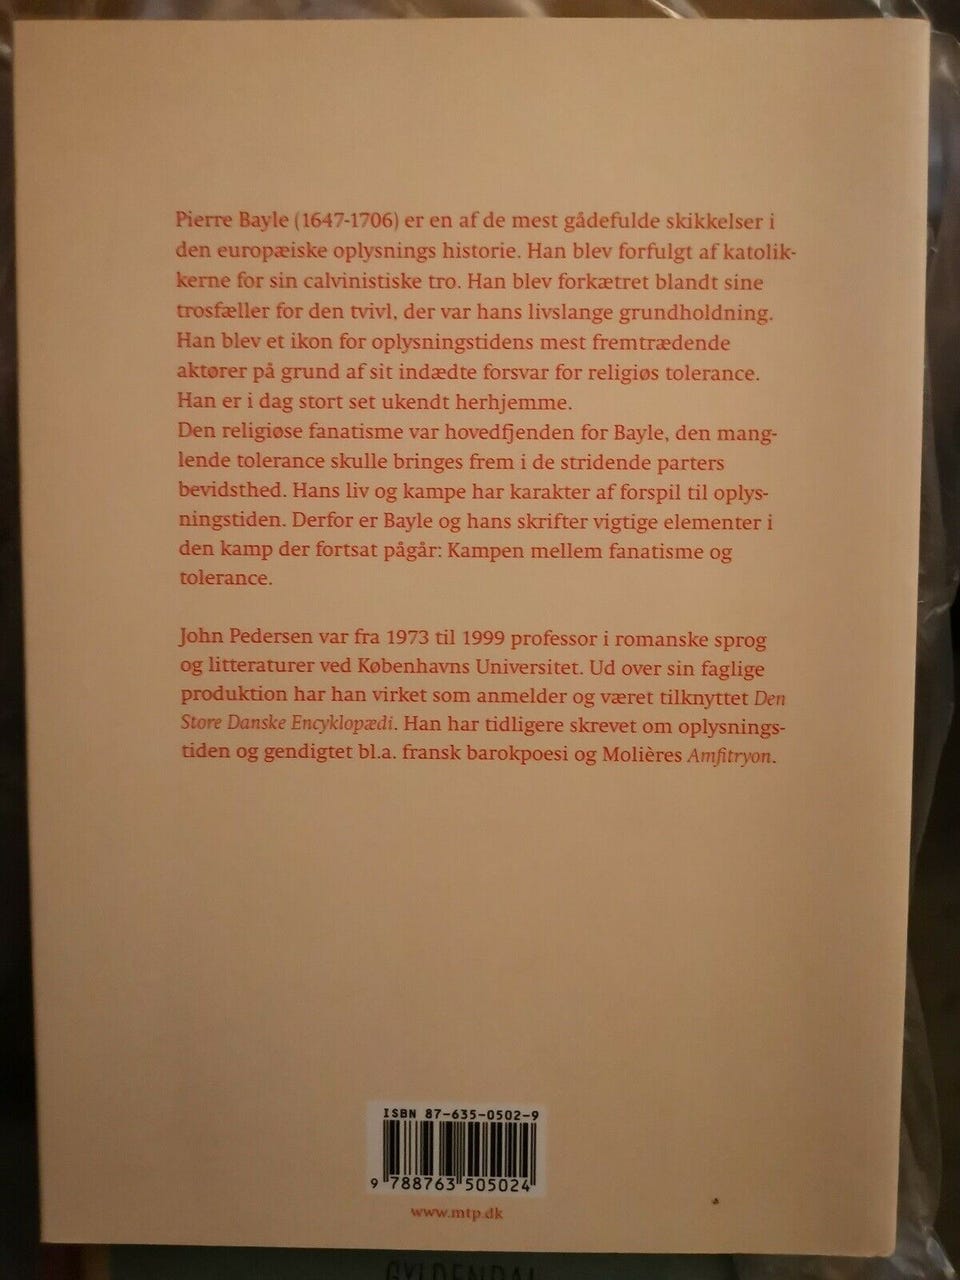 Pierre Bayle (1647-1706) er en af de mest gådefulde skikkelser i
den europæiske oplysnings historie. Han blev forfulgt af katolik-
kerne for sin calvinistiske tro. Han blev forkætret blandt sine
trosfæller for den tvivl, der var hans livslange grundholdning.
Han blev et ikon for oplysningstidens mest fremtrædende
aktører på grund af sit indædte forsvar for religiøs tolerance.
Han er i dag stort set ukendt herhjemme.
Den religiøse fanatisme var hovedfjenden for Bayle, den mang-
lende tolerance skulle bringes frem i de stridende parters
bevidsthed. Hans liv og kampe har karakter af forspil til oplys-
ningstiden. Derfor er Bayle og hans skrifter vigtige elementer i
den kamp der fortsat pågår: Kampen mellem fanatisme og
tolerance.
John Pedersen var fra 1973 til 1999 professor i romanske sprog
og litteraturer ved Københavns Universitet. Ud over sin faglige
produktion har han virket som anmelder og været tilknyttet Den
Store Danske Encyklopædi. Han har tidligere skrevet om oplysnings-
tiden og gendigtet bl.a. fransk barokpoesi og Molières Amfitryon.
ISBN 87-635-0502-9
9 788763 505024
www.mtp.dk
GYLDENDAL